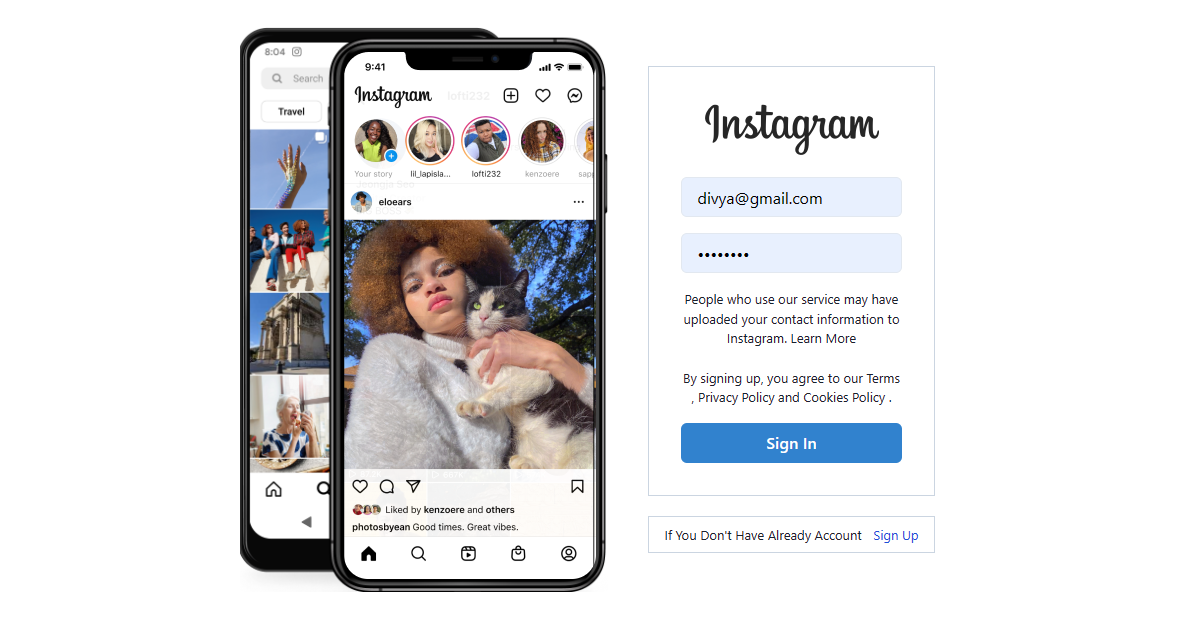 8:04
Search
Travel
9:41
Instagram
lofti232
Your story
lil_lapisla...
lofti232
kenzoere
eloears
Liked by kenzoere and others
photosbyean Good times. Great vibes.
Instagram
divya@gmail.com
••••••••
People who use our service may have
uploaded your contact information to
Instagram. Learn More
By signing up, you agree to our Terms
, Privacy Policy and Cookies Policy .
Sign In
If You Don't Have Already Account Sign Up